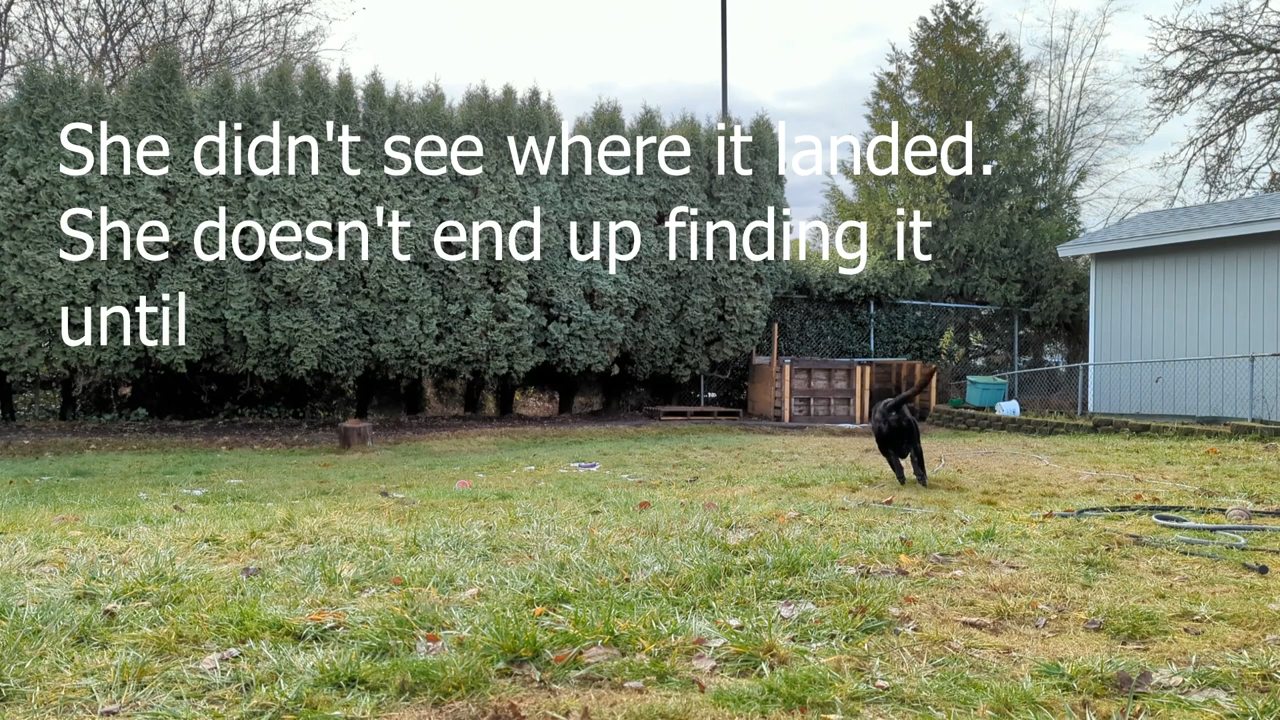 She didn't see where it landed.
She doesn't end up finding it
until